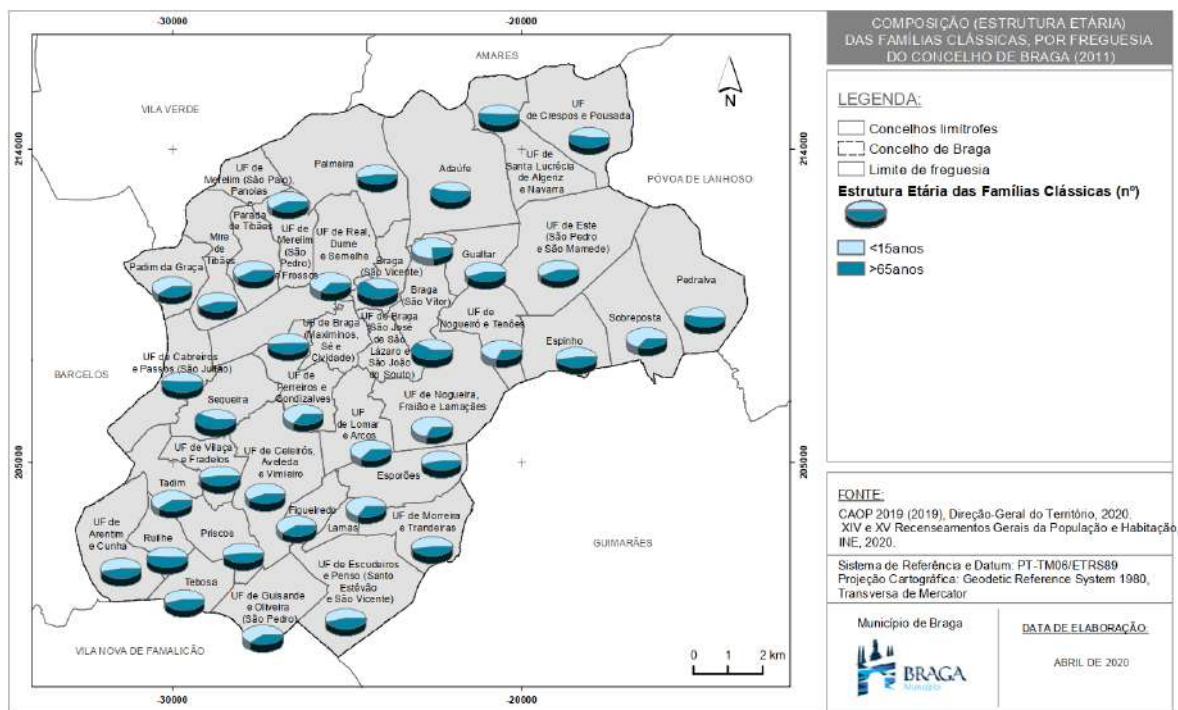 -30000
-20000
COMPOSIÇÃO (ESTRUTURA ETÁRIA)
DAS FAMÍLIAS CLÁSSICAS, POR FREGUESIA
DO CONCELHO DE BRAGA (2011)
AMARES
N
VILA VERDE
UF
de Crespos e Pousada
214000
214000
LEGENDA:
Concelhos limítrofes
Concelho de Braga
Limite de freguesia
Estrutura Etária das Famílias Clássicas (nº)
<15anos
>65anos
Palmeira
Adaúfe
UF de
Santa Lucrécia
de Algeriz
e Navarra
PÓVOA DE LANHOSO
UF de
Merelim (São Paio),
Panoias
e
Parada
de Tibães
UF de
Merelim
(São
Pedro)
e Frossos
UF de Real,
Dume
e Semelhe
Mire
de
Tibães
Padim da Graça
Braga
(São Vicente)
Gualtar
UF de Este
(São Pedro
e São Mamede)
Braga
(São Vitor)
Pedralva
UF de Braga
(Maximinos,
Sé e
Cividade)
UF de Braga
(São José
de São
Lázaro e
São João
do Souto)
UF de
Nogueiró e Tenões
Sobreposta
Espinho
UF de Cabreiros
e Passos (São Julião)
BARCELOS
UF de
Ferreiros e
Gondizalves
Sequeira
UF
de Lomar
e Arcos
UF de Nogueira,
Fraião e Lamaçães
UF de Vilaça
e Fradelos
UF de Celeirós,
Aveleda
e Vimieiro
205000
205000
Esporões
Tadim
Figueiredo
Lamas
UF de Morreira
e Trandeiras
GUIMARÃES
UF de
Arentim
e Cunha
Ruilhe
Priscos
UF de Escudeiros
e Penso (Santo
Estêvão
e São Vicente)
Tebosa
UF de Guisande
e Oliveira
(São Pedro)
VILA NOVA DE FAMALICÃO
0 1 2 km
-30000
-20000
FONTE:
CAOP 2019 (2019), Direção-Geral do Território, 2020.
XIV e XV Recenseamentos Gerais da População e Habitação,
INE, 2020.
Sistema de Referência e Datum: PT-TM06/ETRS89
Projeção Cartográfica: Geodetic Reference System 1980,
Transversa de Mercator
Município de Braga
BRAGA
Município
DATA DE ELABORAÇÃO:
ABRIL DE 2020